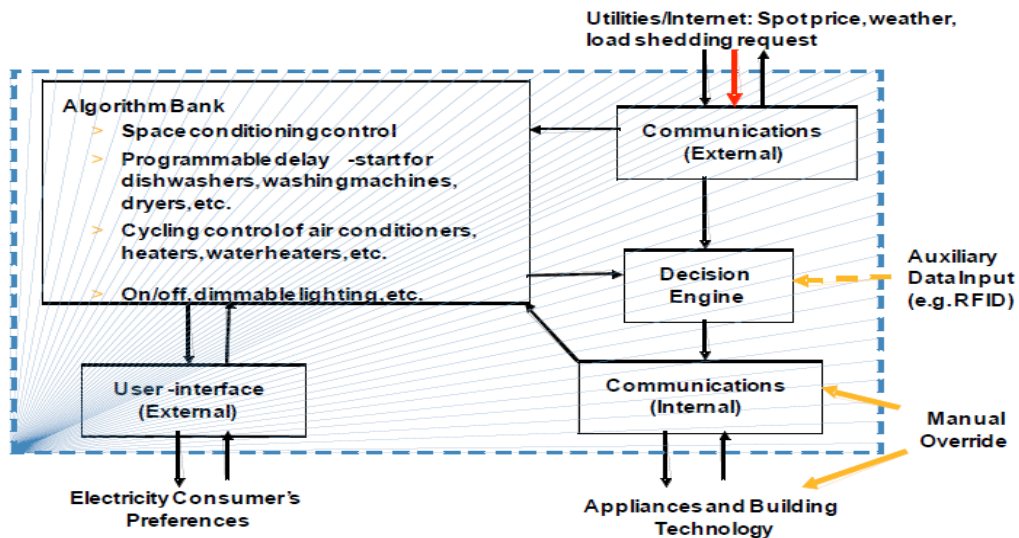 Utilities/Internet: Spot price, weather,
load shedding request
Algorithm Bank
> Space conditioning control
> Programmable delay -start for
dishwashers, washing machines,
dryers, etc.
> Cycling control of air conditioners,
heaters, water heaters, etc.
> On/off, dimmable lighting, etc.
Communications
(External)
Decision
Engine
Auxiliary
Data Input
(e.g. RFID)
User -interface
(External)
Communications
(Internal)
Manual
Override
Electricity Consumer's
Preferences
Appliances and Building
Technology